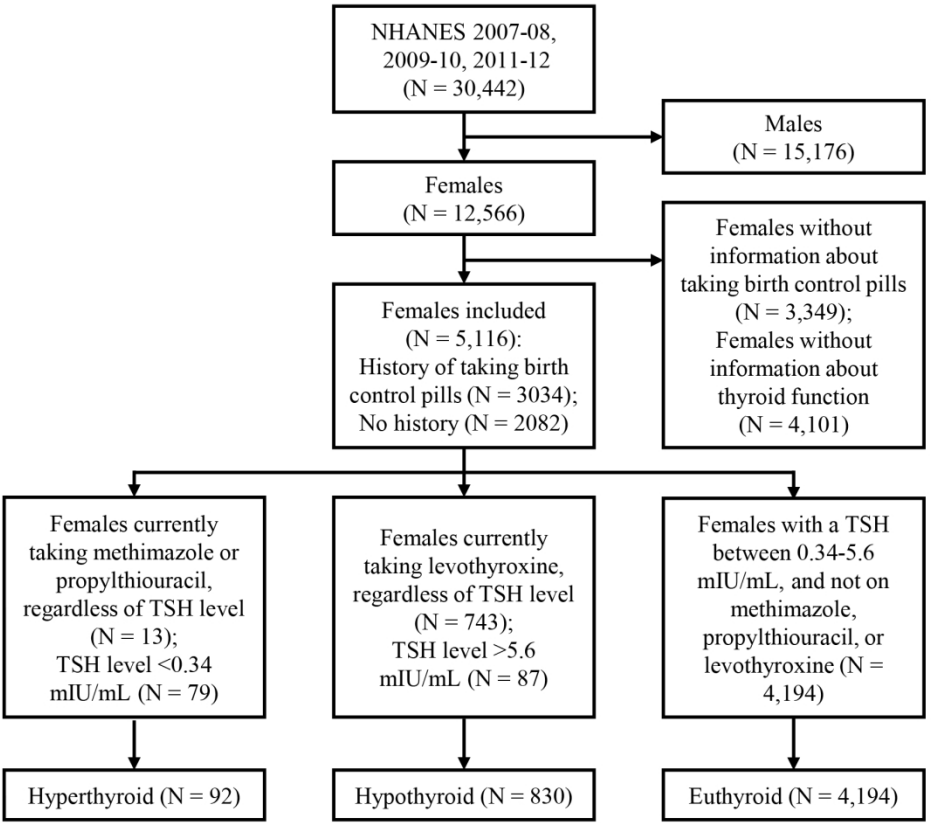 NHANES 2007-08,
2009-10, 2011-12
(N = 30,442)
Males
(N = 15,176)
Females
(N = 12,566)
Females without
information about
taking birth control pills
(N = 3,349);
Females without
information about
thyroid function
(N = 4,101)
Females included
(N = 5,116):
History of taking birth
control pills (N = 3034);
No history (N = 2082)
Females currently
taking methimazole or
propylthiouracil,
regardless of TSH level
(N = 13);
TSH level <0.34
mIU/mL (N = 79)
Females currently
taking levothyroxine,
regardless of TSH level
(N = 743);
TSH level >5.6
mIU/mL (N = 87)
Females with a TSH
between 0.34-5.6
mIU/mL, and not on
methimazole,
propylthiouracil, or
levothyroxine (N =
4,194)
Hyperthyroid (N = 92)
Hypothyroid (N = 830)
Euthyroid (N = 4,194)